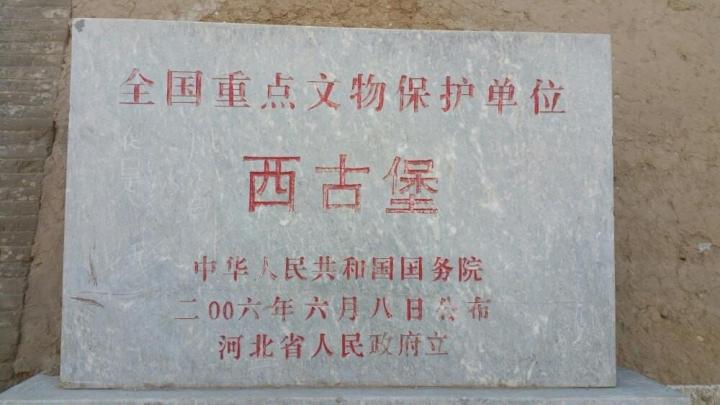 全国重点文物保护单位
西古堡
中华人民共和国国务院
二00六年六月八日公布
河北省人民政府立